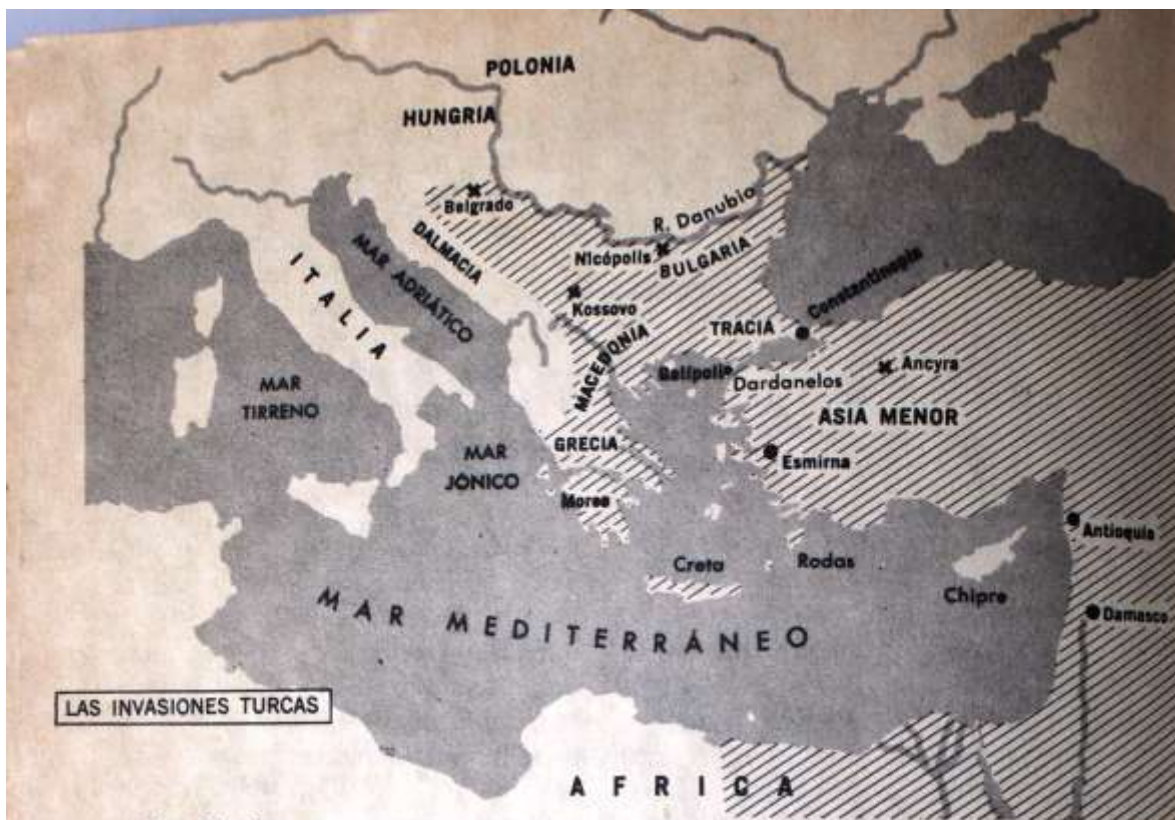 POLONIA
HUNGRIA
Belgrado
R. Danubio
DALMACIA
Nicópolis
BULGARIA
ITALIA
MAR ADRIÁTICO
Constantinopla
Kossovo
TRACIA
MACEDONIA
Galípolis
Dardanelos
Ancyra
MAR
TIRRENO
ASIA MENOR
GRECIA
MAR
JÓNICO
Esmirna
Morea
Antioquia
Creta
Rodas
Chipre
Damasco
MAR MEDITERRÁNEO
LAS INVASIONES TURCAS
AFRICA